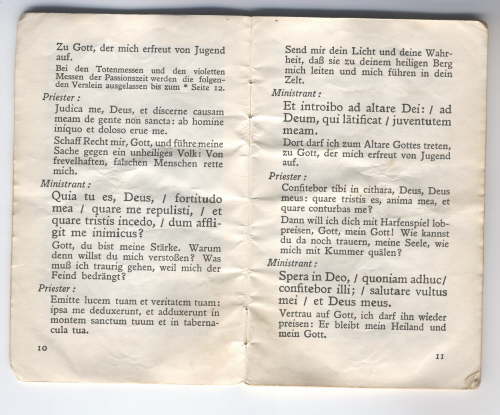 Zu Gott, der mich erfreut von Jugend
auf.
Bei den Totenmessen und den violetten
Messen der Passionszeit werden die folgen-
den Verslein ausgelassen bis zum * Seite 12.
Priester:
Judica me, Deus, et discerne causam
meam de gente non sancta: ab homine
iniquo et doloso erue me.
Schaff Recht mir, Gott, und führe meine
Sache gegen ein unheiliges Volk: Von
frevelhaften, falschen Menschen rette
mich.
Ministrant:
Quia tu es, Deus, / fortitudo
mea / quare me repulisti, / et
quare tristis incedo, / dum affli-
git me inimicus?
Gott, du bist meine Stärke. Warum
denn willst du mich verstoßen? Was
muß ich traurig gehen, weil mich der
Feind bedrängt?
Priester:
Emitte lucem tuam et veritatem tuam:
ipsa me deduxerunt, et adduxerunt in
montem sanctum tuum et in taberna-
cula tua.
10
Send mir dein Licht und deine Wahr-
heit, daß sie zu deinem heiligen Berg
mich leiten und mich führen in dein
Zelt.
Ministrant:
Et introibo ad altare Dei: / ad
Deum, qui lätificat / juventutem
meam.
Dort darf ich zum Altare Gottes treten,
zu Gott, der mich erfreut von Jugend
auf.
Priester:
Confitebor tibi in cithara, Deus, Deus
meus: quare tristis es, anima mea, et
quare conturbas me?
Dann will ich dich mit Harfenspiel lob-
preisen, Gott, mein Gott! Wie kannst
du da noch trauern, meine Seele, wie
mich mit Kummer quälen?
Ministrant:
Spera in Deo, / quoniam adhuc /
confitebor illi; / salutare vultus
mei / et Deus meus.
Vertrau auf Gott, ich darf ihn wieder
preisen: Er bleibt mein Heiland und
mein Gott.
11